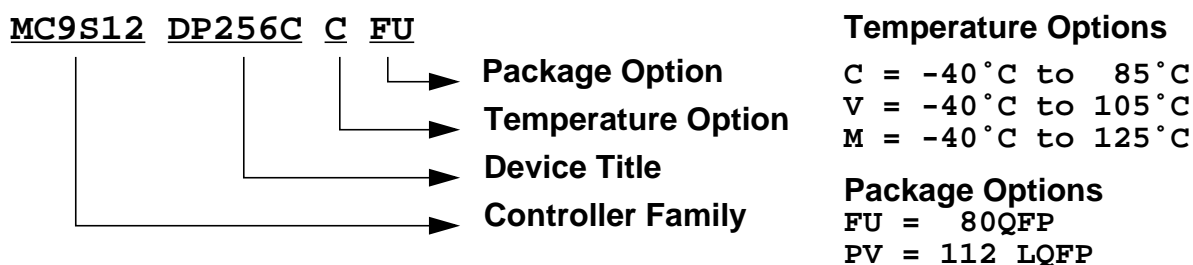 MC9S12 DP256C C FU
Package Option
Temperature Option
Device Title
Controller Family
Temperature Options
C = -40˚C to  85˚C
V = -40˚C to 105˚C
M = -40˚C to 125˚C
Package Options
FU =  80QFP
PV = 112 LQFP